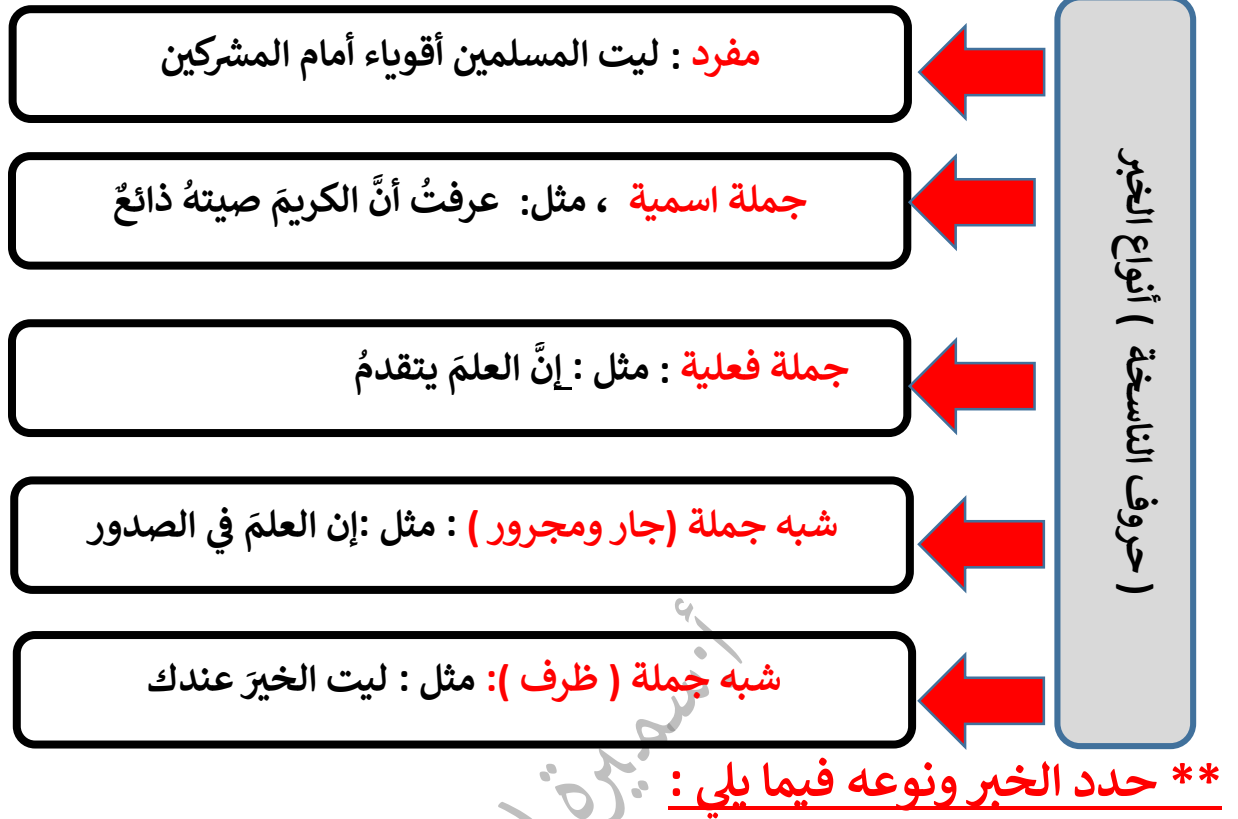 أنواع الخبر ( حروف الناسخة )
مفرد : ليت المسلمين أقوياء أمام المشركين
جملة اسمية ، مثل: عرفتُ أنَّ الكريمَ صيتهُ ذائعٌ
جملة فعلية : مثل : إنَّ العلمَ يتقدمُ
شبه جملة (جار ومجرور ) : مثل :إن العلمَ في الصدور
شبه جملة ( ظرف ): مثل : ليت الخيرَ عندك
** حدد الخبر ونوعه فيما يلي :
أ.سميرة